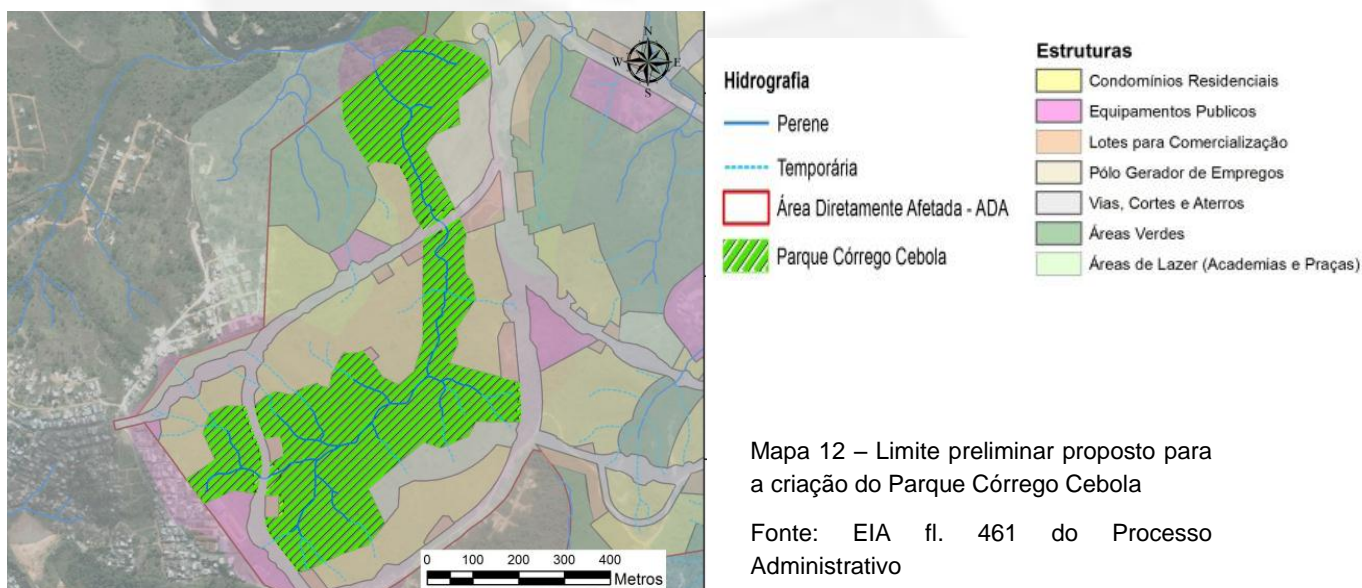 N
W
E
S
0 100 200 300 400
Metros
Hidrografia
Perene
Temporária
Área Diretamente Afetada - ADA
Parque Córrego Cebola
Estruturas
Condomínios Residenciais
Equipamentos Publicos
Lotes para Comercialização
Pólo Gerador de Empregos
Vias, Cortes e Aterros
Áreas Verdes
Áreas de Lazer (Academias e Praças)
Mapa 12 – Limite preliminar proposto para
a criação do Parque Córrego Cebola
Fonte: EIA fl. 461 do Processo
Administrativo